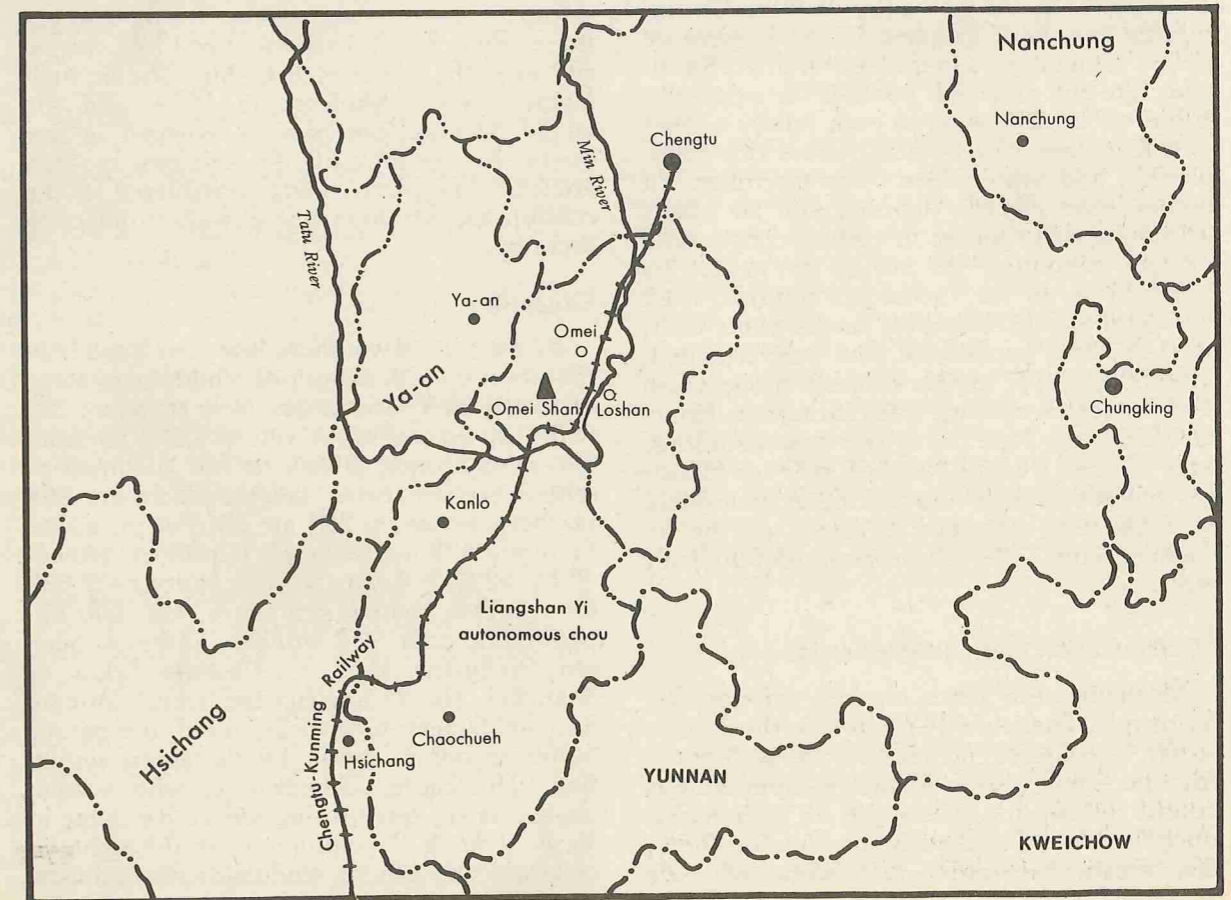 Nanchung
Nanchung
Chengtu
Min River
Tatu River
Ya-an
Omei
Ya-an
Omei Shan
Loshan
Chungking
Kanlo
Liangshan Yi
autonomous chou
Chengtu-Kunming Railway
Hsichang
Chaochueh
Hsichang
YUNNAN
KWEICHOW